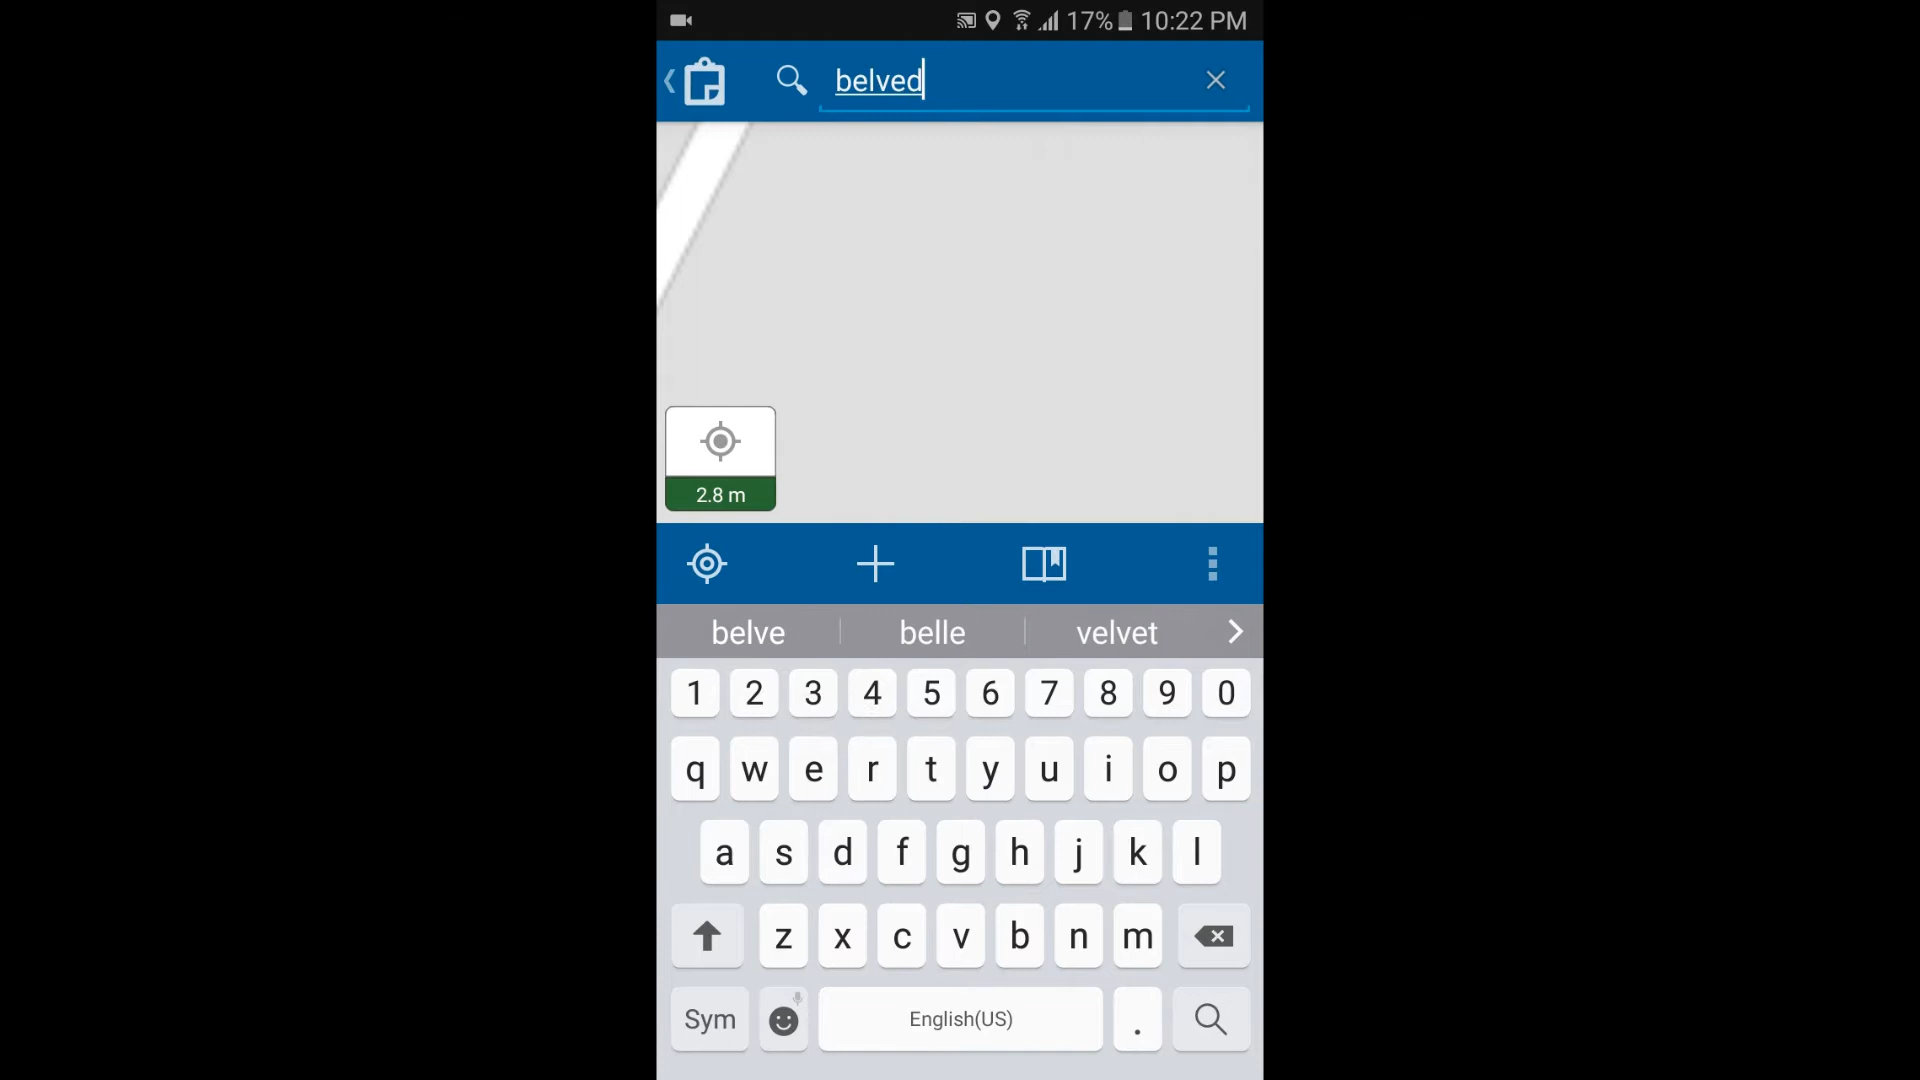 17% 10:22 PM
belved
2.8 m
belve belle velvet
1 2 3 4 5 6 7 8 9 0
q w e r t y u i o p
a s d f g h j k l
z x c v b n m
Sym English(US) .